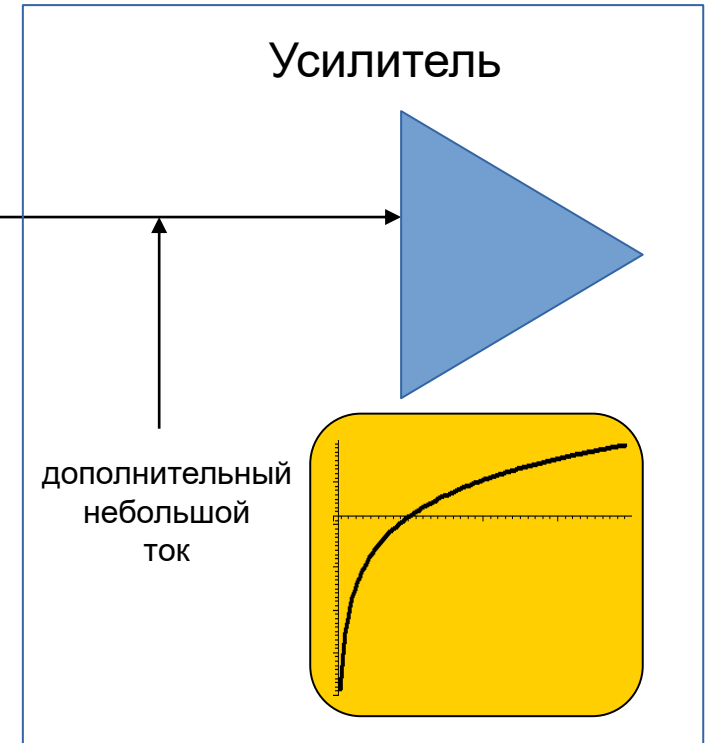 Усилитель
дополнительный
небольшой
ток